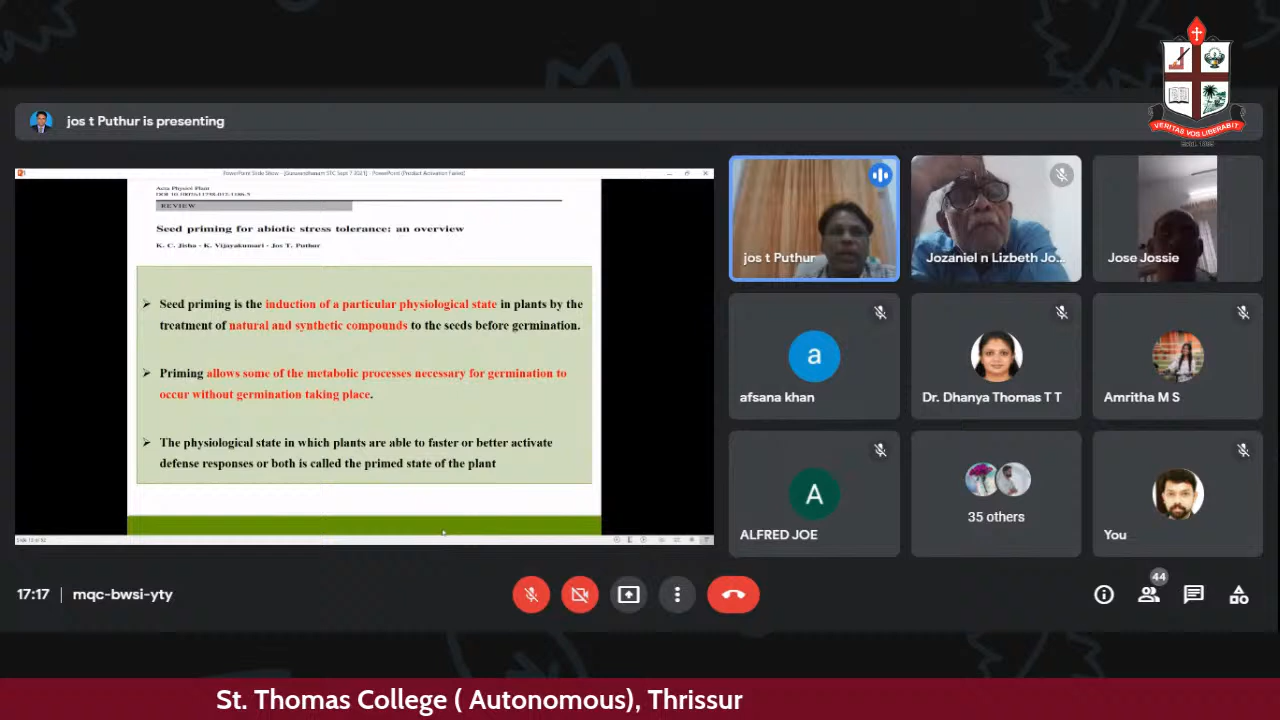 jos t Puthur is presenting
VERITAS VOS LIBERABIT
Acta Physiol Plant
REVIEW
Seed priming for abiotic stress tolerance: an overview
K. C. Jisha - K. Vijayakumari - Jos T. Puthur
➢ Seed priming is the induction of a particular physiological state in plants by the
treatment of natural and synthetic compounds to the seeds before germination.
➢ Priming allows some of the metabolic processes necessary for germination to
occur without germination taking place.
➢ The physiological state in which plants are able to faster or better activate
defense responses or both is called the primed state of the plant
jos t Puthur
Jozaniel n Lizbeth Jo...
Jose Jossie
a
afsana khan
Dr. Dhanya Thomas T T
Amritha M S
A
ALFRED JOE
35 others
You
17:17 | mqc-bwsi-yty
44
St. Thomas College ( Autonomous), Thrissur